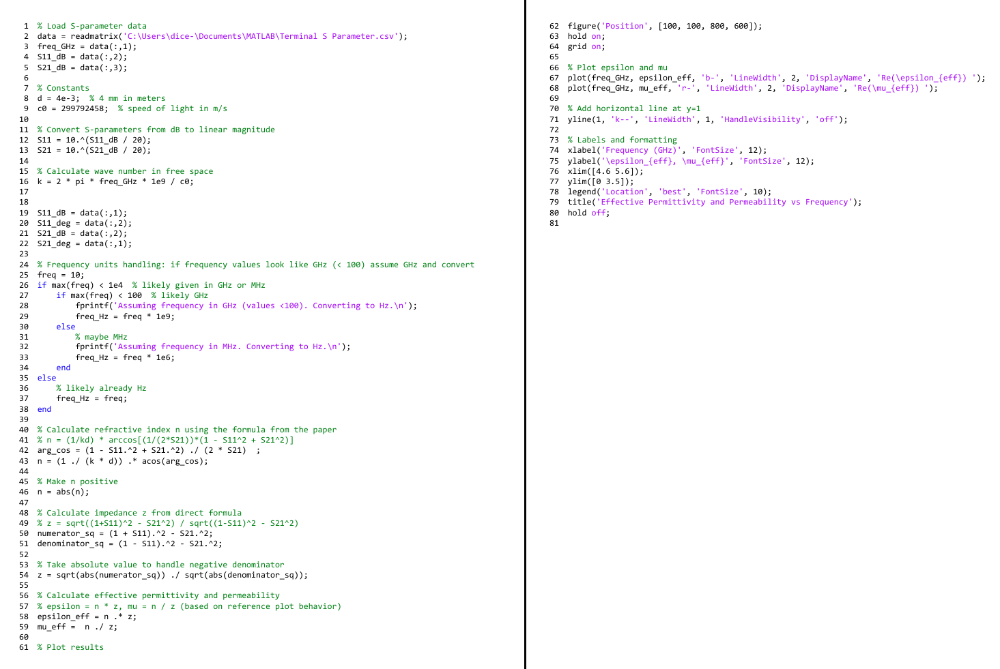 1 % Load S-parameter data
2 data = readmatrix('C:\Users\dice-\Documents\MATLAB\Terminal S Parameter.csv');
3 freq_GHz = data(:,1);
4 S11_dB = data(:,2);
5 S21_dB = data(:,3);
6
7 % Constants
8 d = 4e-3;  % 4 mm in meters
9 c0 = 299792458;  % speed of light in m/s
10
11 % Convert S-parameters from dB to linear magnitude
12 S11 = 10.^(S11_dB / 20);
13 S21 = 10.^(S21_dB / 20);
14
15 % Calculate wave number in free space
16 k = 2 * pi * freq_GHz * 1e9 / c0;
17
18
19 S11_dB = data(:,1);
20 S11_deg = data(:,2);
21 S21_dB = data(:,2);
22 S21_deg = data(:,1);
23
24 % Frequency units handling: if frequency values look like GHz (< 100) assume GHz and convert
25 freq = 10;
26 if max(freq) < 1e4  % likely given in GHz or MHz
27     if max(freq) < 100  % likely GHz
28         fprintf('Assuming frequency in GHz (values <100). Converting to Hz.\n');
29         freq_Hz = freq * 1e9;
30     else
31         % maybe MHz
32         fprintf('Assuming frequency in MHz. Converting to Hz.\n');
33         freq_Hz = freq * 1e6;
34     end
35 else
36     % likely already Hz
37     freq_Hz = freq;
38 end
39
40 % Calculate refractive index n using the formula from the paper
41 % n = (1/kd) * arccos[(1/(2*S21))*(1 - S11^2 + S21^2)]
42 arg_cos = (1 - S11.^2 + S21.^2) ./ (2 * S21)  ;
43 n = (1 ./ (k * d)) .* acos(arg_cos);
44
45 % Make n positive
46 n = abs(n);
47
48 % Calculate impedance z from direct formula
49 % z = sqrt((1+S11)^2 - S21^2) / sqrt((1-S11)^2 - S21^2)
50 numerator_sq = (1 + S11).^2 - S21.^2;
51 denominator_sq = (1 - S11).^2 - S21.^2;
52
53 % Take absolute value to handle negative denominator
54 z = sqrt(abs(numerator_sq)) ./ sqrt(abs(denominator_sq));
55
56 % Calculate effective permittivity and permeability
57 % epsilon = n * z, mu = n / z (based on reference plot behavior)
58 epsilon_eff = n .* z;
59 mu_eff =  n ./ z;
60
61 % Plot results
62 figure('Position', [100, 100, 800, 600]);
63 hold on;
64 grid on;
65
66 % Plot epsilon and mu
67 plot(freq_GHz, epsilon_eff, 'b-', 'LineWidth', 2, 'DisplayName', 'Re(\epsilon_{eff}) ');
68 plot(freq_GHz, mu_eff, 'r-', 'LineWidth', 2, 'DisplayName', 'Re(\mu_{eff}) ');
69
70 % Add horizontal line at y=1
71 yline(1, 'k--', 'LineWidth', 1, 'HandleVisibility', 'off');
72
73 % Labels and formatting
74 xlabel('Frequency (GHz)', 'FontSize', 12);
75 ylabel('\epsilon_{eff}, \mu_{eff}', 'FontSize', 12);
76 xlim([4.6 5.6]);
77 ylim([0 3.5]);
78 legend('Location', 'best', 'FontSize', 10);
79 title('Effective Permittivity and Permeability vs Frequency');
80 hold off;
81